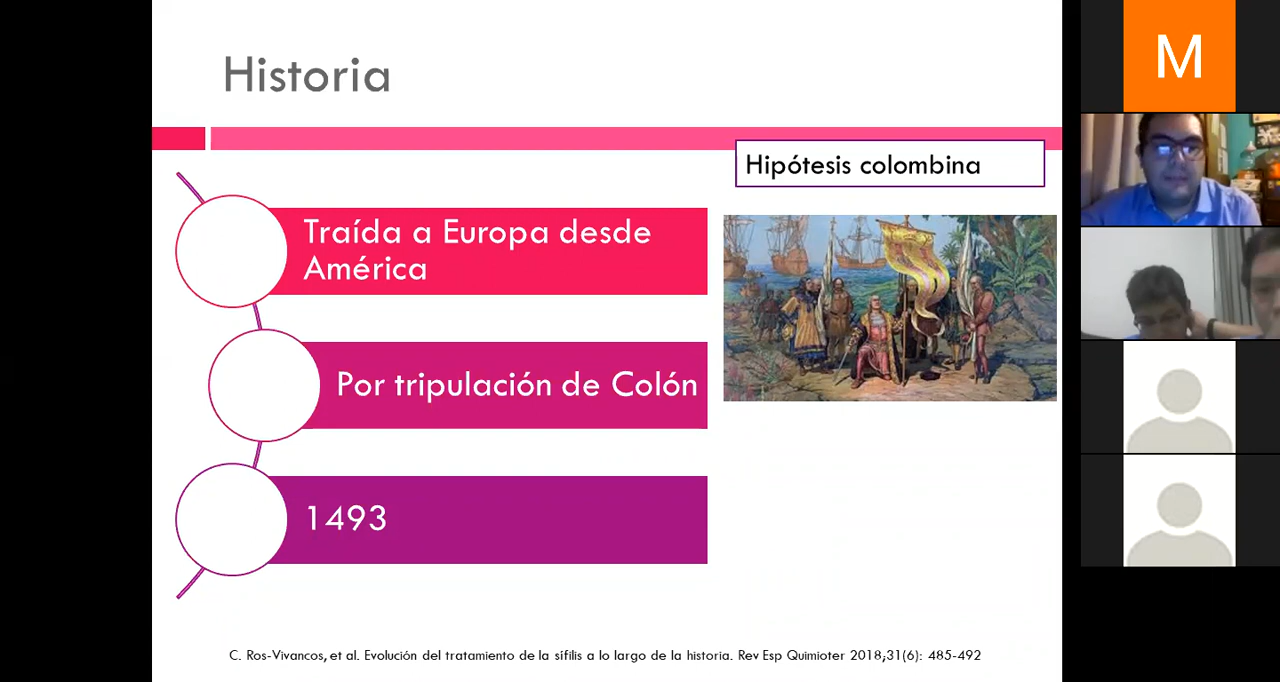 Historia
Hipótesis colombina
Traída a Europa desde
América
Por tripulación de Colón
1493
C. Ros-Vivancos, et al. Evolución del tratamiento de la sífilis a lo largo de la historia. Rev Esp Quimioter 2018;31(6): 485-492
M